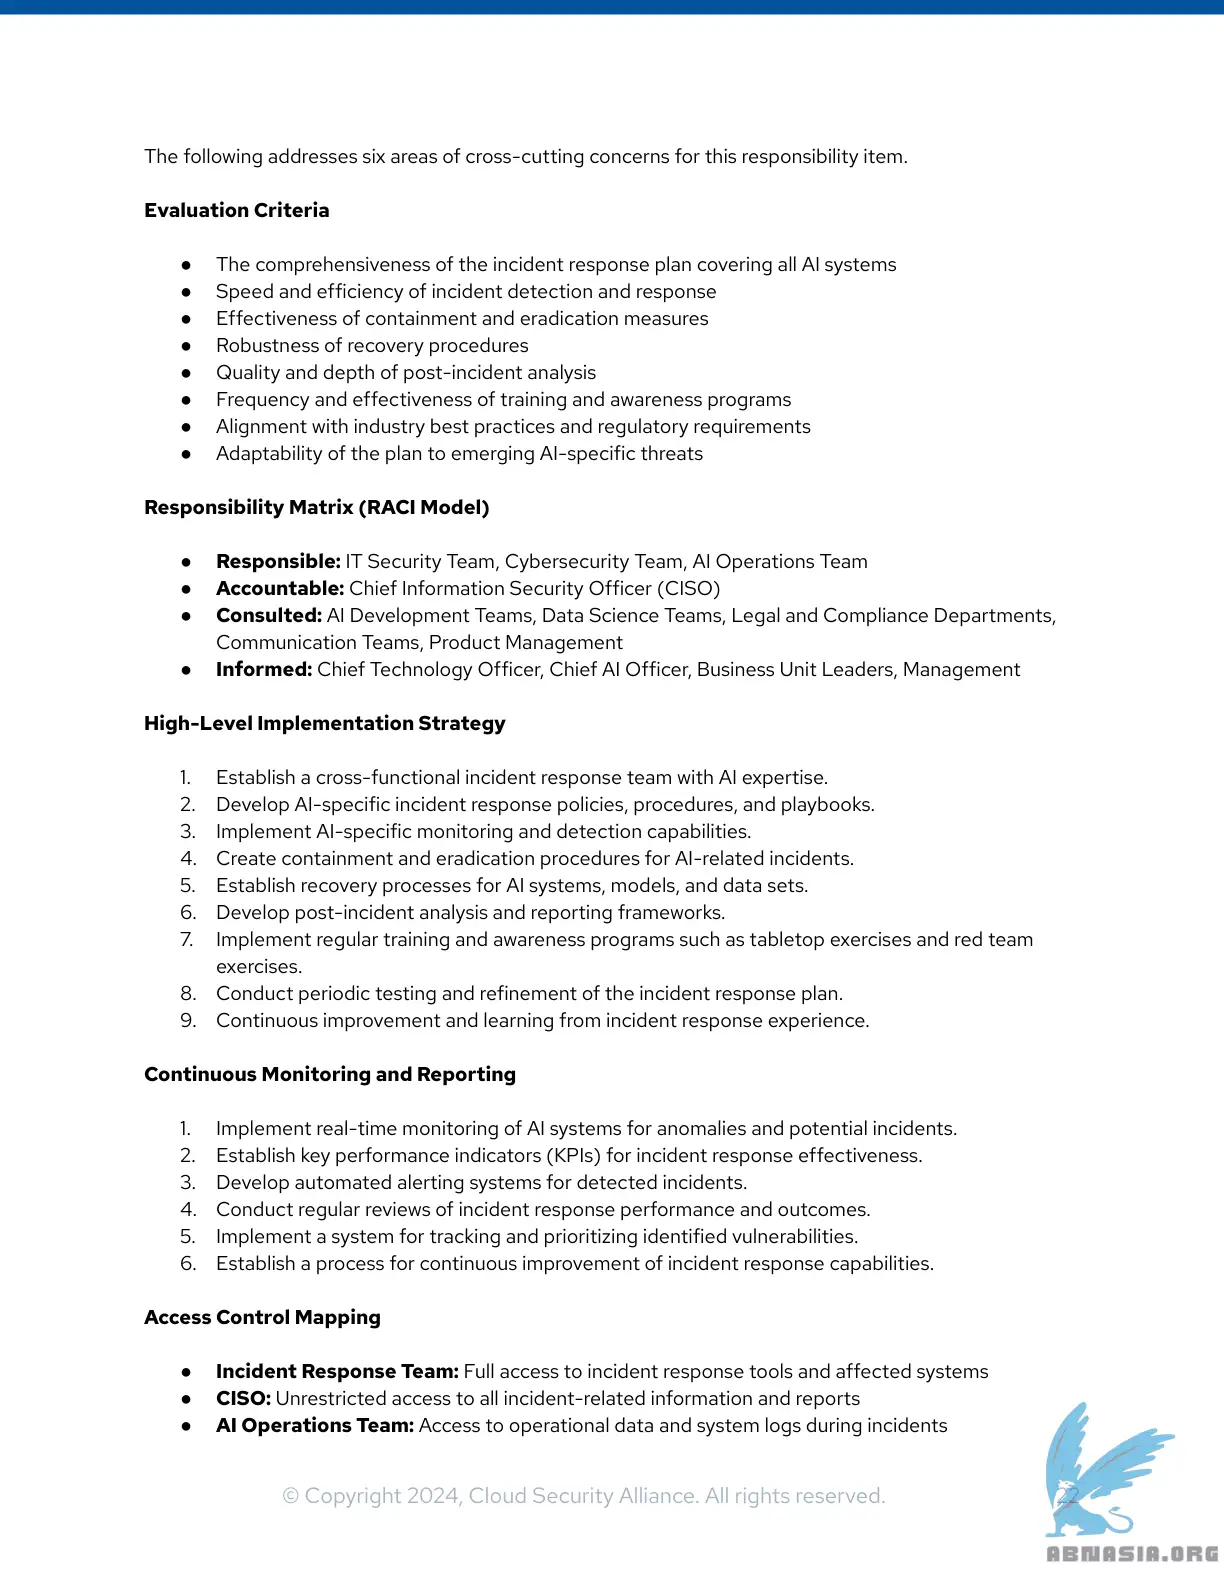 The following addresses six areas of cross-cutting concerns for this responsibility item.
Evaluation Criteria
● The comprehensiveness of the incident response plan covering all AI systems
● Speed and efficiency of incident detection and response
● Effectiveness of containment and eradication measures
● Robustness of recovery procedures
● Quality and depth of post-incident analysis
● Frequency and effectiveness of training and awareness programs
● Alignment with industry best practices and regulatory requirements
● Adaptability of the plan to emerging AI-specific threats
Responsibility Matrix (RACI Model)
● Responsible: IT Security Team, Cybersecurity Team, AI Operations Team
● Accountable: Chief Information Security Officer (CISO)
● Consulted: AI Development Teams, Data Science Teams, Legal and Compliance Departments,
Communication Teams, Product Management
● Informed: Chief Technology Officer, Chief AI Officer, Business Unit Leaders, Management
High-Level Implementation Strategy
1. Establish a cross-functional incident response team with AI expertise.
2. Develop AI-specific incident response policies, procedures, and playbooks.
3. Implement AI-specific monitoring and detection capabilities.
4. Create containment and eradication procedures for AI-related incidents.
5. Establish recovery processes for AI systems, models, and data sets.
6. Develop post-incident analysis and reporting frameworks.
7. Implement regular training and awareness programs such as tabletop exercises and red team
exercises.
8. Conduct periodic testing and refinement of the incident response plan.
9. Continuous improvement and learning from incident response experience.
Continuous Monitoring and Reporting
1. Implement real-time monitoring of AI systems for anomalies and potential incidents.
2. Establish key performance indicators (KPIs) for incident response effectiveness.
3. Develop automated alerting systems for detected incidents.
4. Conduct regular reviews of incident response performance and outcomes.
5. Implement a system for tracking and prioritizing identified vulnerabilities.
6. Establish a process for continuous improvement of incident response capabilities.
Access Control Mapping
● Incident Response Team: Full access to incident response tools and affected systems
● CISO: Unrestricted access to all incident-related information and reports
● AI Operations Team: Access to operational data and system logs during incidents
© Copyright 2024, Cloud Security Alliance. All rights reserved.
22
ABNASIA.ORG